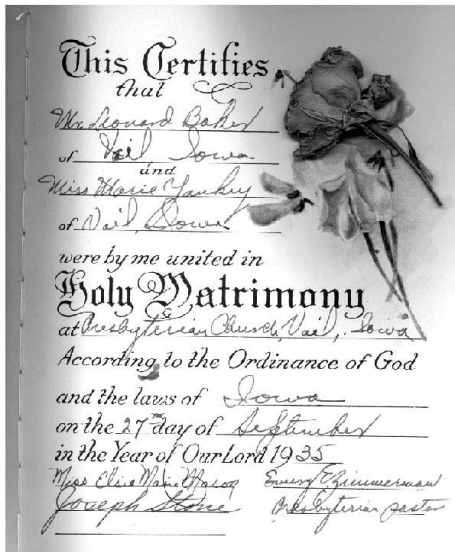 This Certifies
that
Mr. Leonard Baker
of Vail Iowa
and
Miss Marie Yankey
of Vail, Iowa
were by me united in
Holy Matrimony
at Presbyterian Church, Vail, Iowa
According to the Ordinance of God
and the laws of Iowa
on the 27th day of September
in the Year of Our Lord 1935
Miss Elsie Marie Emery E Zimmerman
Joseph Stone Presbyterian pastor